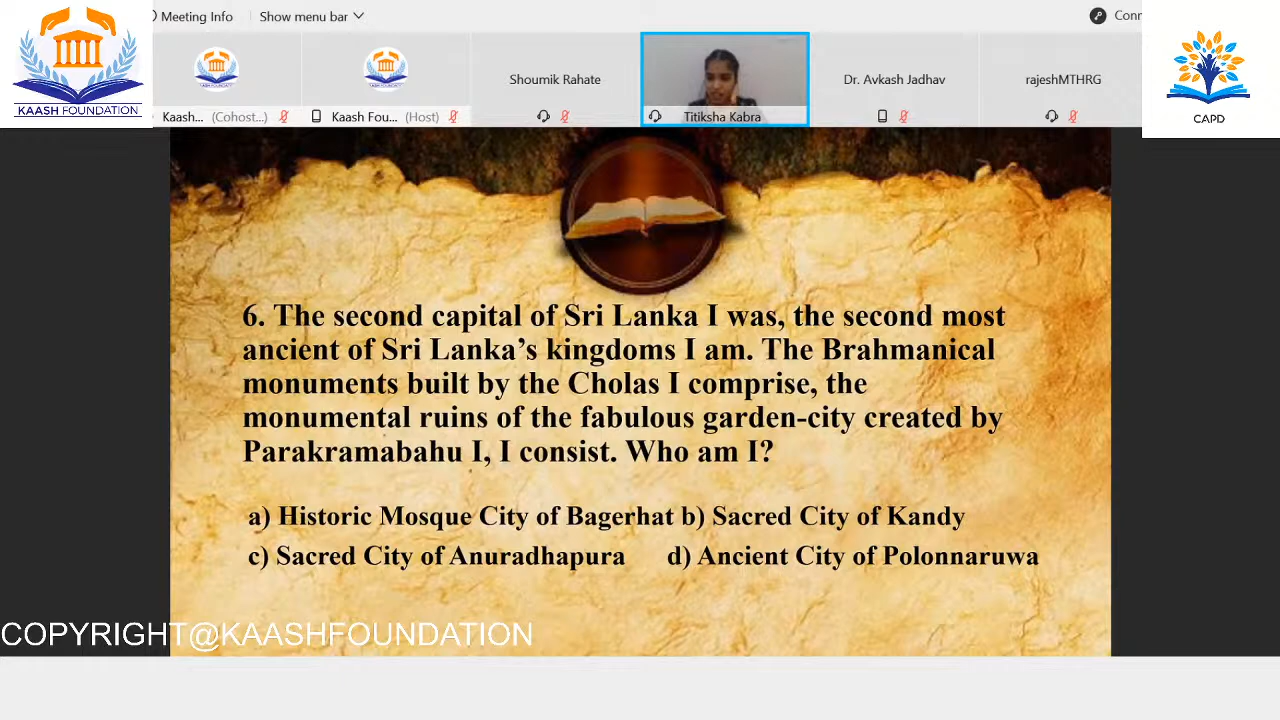 Meeting Info
Show menu bar
Conn
KAASH FOUNDATION
Shoumik Rahate
Dr. Avkash Jadhav
rajeshMTHRG
Kaash... (Cohost...)
Kaash Fou... (Host)
Titiksha Kabra
CAPD
6. The second capital of Sri Lanka I was, the second most
ancient of Sri Lanka's kingdoms I am. The Brahmanical
monuments built by the Cholas I comprise, the
monumental ruins of the fabulous garden-city created by
Parakramabahu I, I consist. Who am I?
a) Historic Mosque City of Bagerhat b) Sacred City of Kandy
c) Sacred City of Anuradhapura d) Ancient City of Polonnaruwa
COPYRIGHT@KAASHFOUNDATION